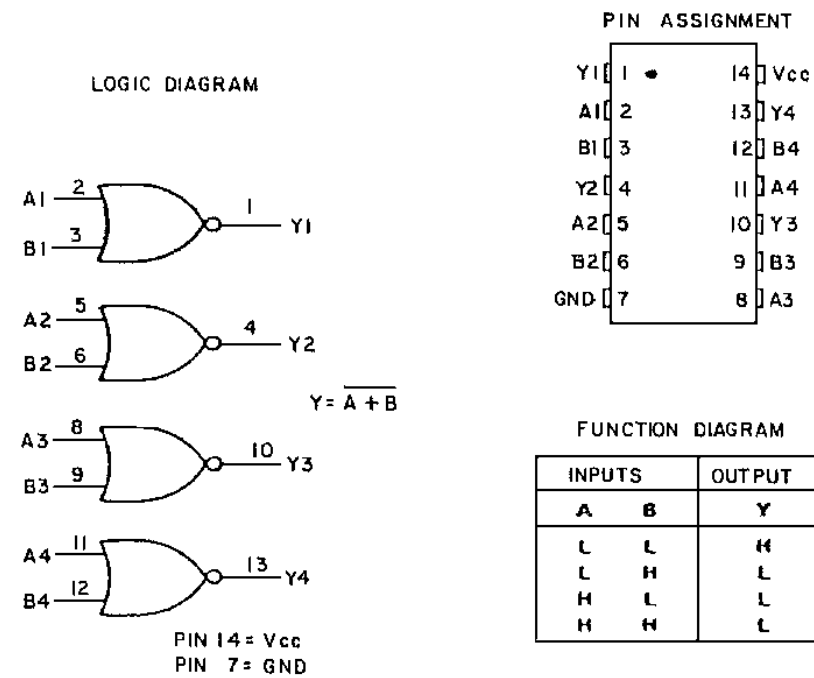 LOGIC DIAGRAM
A1 2
B1 3
1 Y1
A2 5
B2 6
4 Y2
Y = A + B
A3 8
B3 9
10 Y3
A4 11
B4 12
13 Y4
PIN 14 = Vcc
PIN 7 = GND
PIN ASSIGNMENT
Y1 1 14 Vcc
A1 2 13 Y4
B1 3 12 B4
Y2 4 11 A4
A2 5 10 Y3
B2 6 9 B3
GND 7 8 A3
FUNCTION DIAGRAM
INPUTS OUTPUT
A B Y
L L H
L H L
H L L
H H L